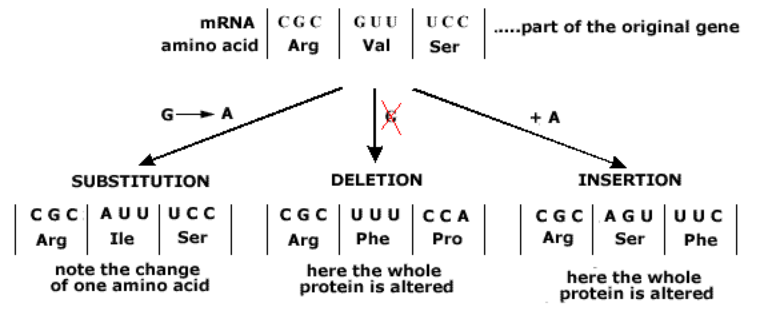 mRNA CGC GUU UCC .....part of the original gene
amino acid Arg Val Ser
G → A
G
+ A
SUBSTITUTION DELETION INSERTION
CGC AUU UCC CGC UUU CCA CGC AGU UUC
Arg Ile Ser Arg Phe Pro Arg Ser Phe
note the change
of one amino acid
here the whole
protein is altered
here the whole
protein is altered